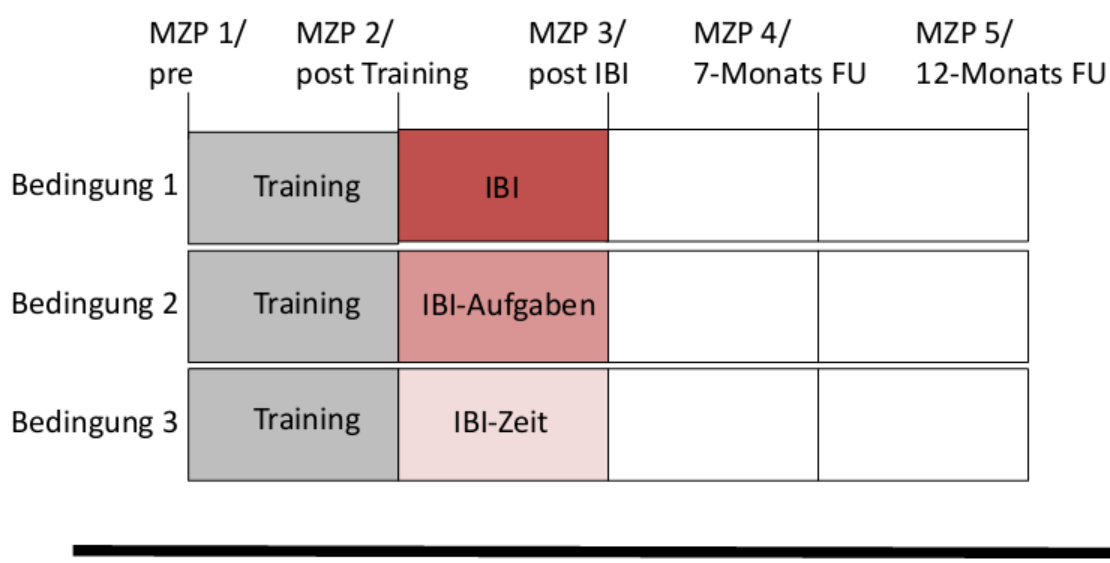 MZP 1/ MZP 2/ MZP 3/ MZP 4/ MZP 5/
pre post Training post IBI 7-Monats FU 12-Monats FU
Bedingung 1 Training IBI
Bedingung 2 Training IBI-Aufgaben
Bedingung 3 Training IBI-Zeit